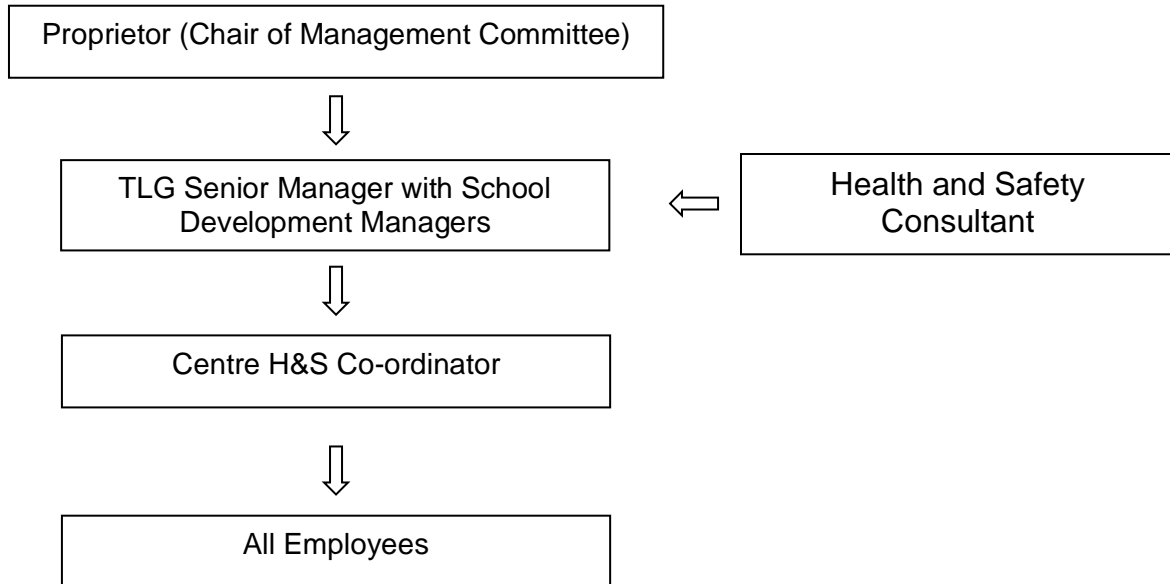 Proprietor (Chair of Management Committee)
TLG Senior Manager with School
Development Managers
Health and Safety
Consultant
Centre H&S Co-ordinator
All Employees